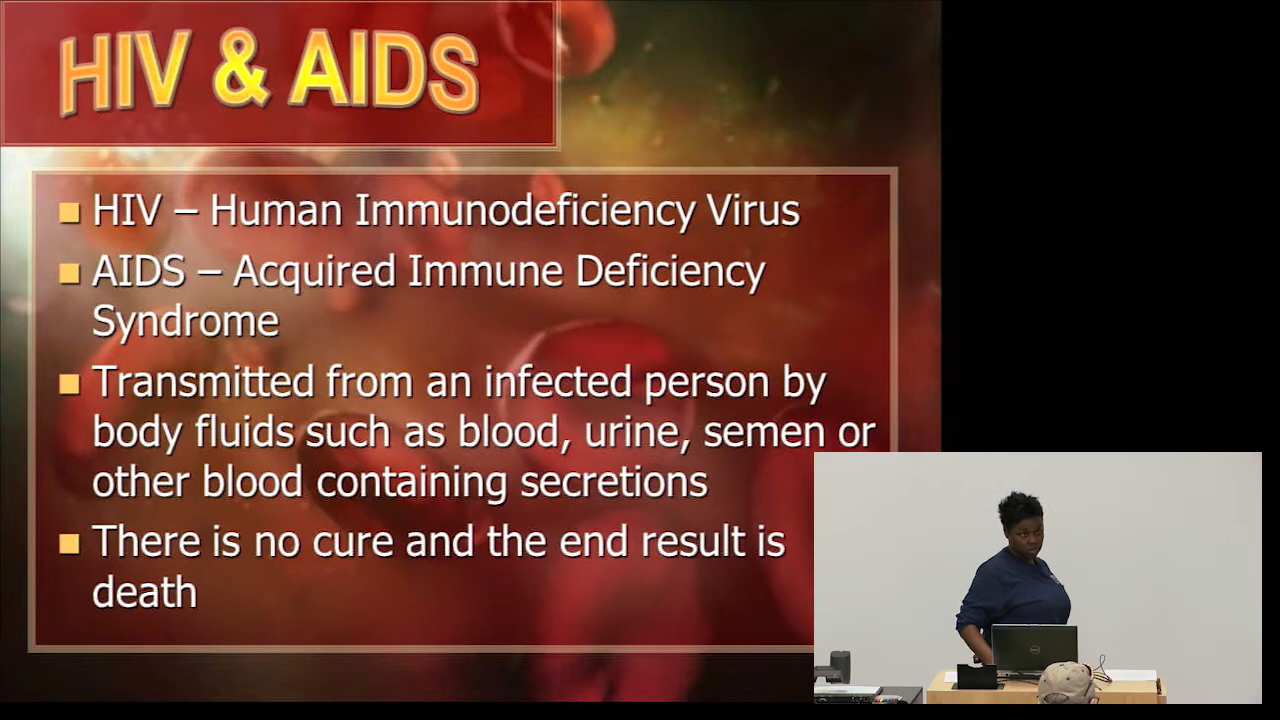 HIV & AIDS
HIV – Human Immunodeficiency Virus
AIDS – Acquired Immune Deficiency
Syndrome
Transmitted from an infected person by
body fluids such as blood, urine, semen or
other blood containing secretions
There is no cure and the end result is
death